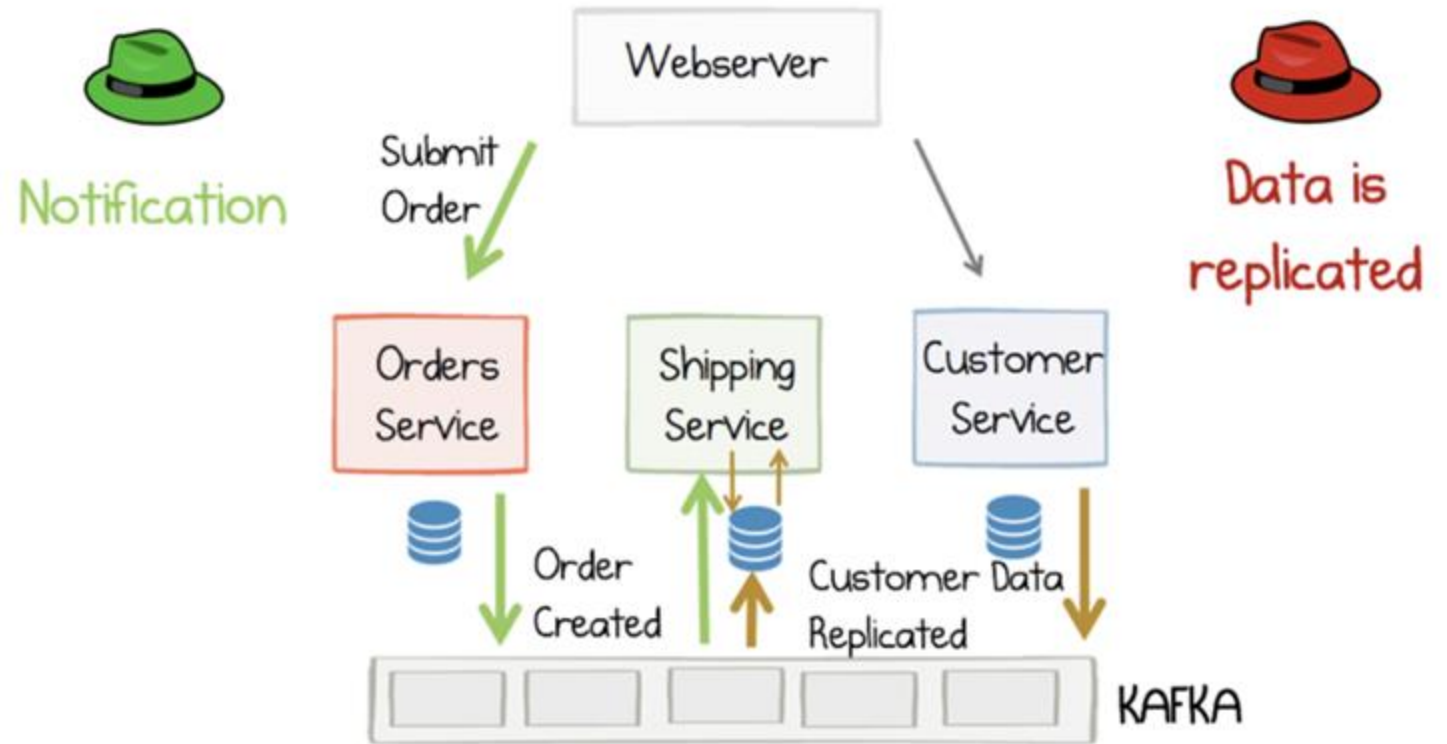 Webserver
Submit
Order
Notification
Data is
replicated
Orders
Service
Shipping
Service
Customer
Service
Order
Created
Customer Data
Replicated
KAFKA